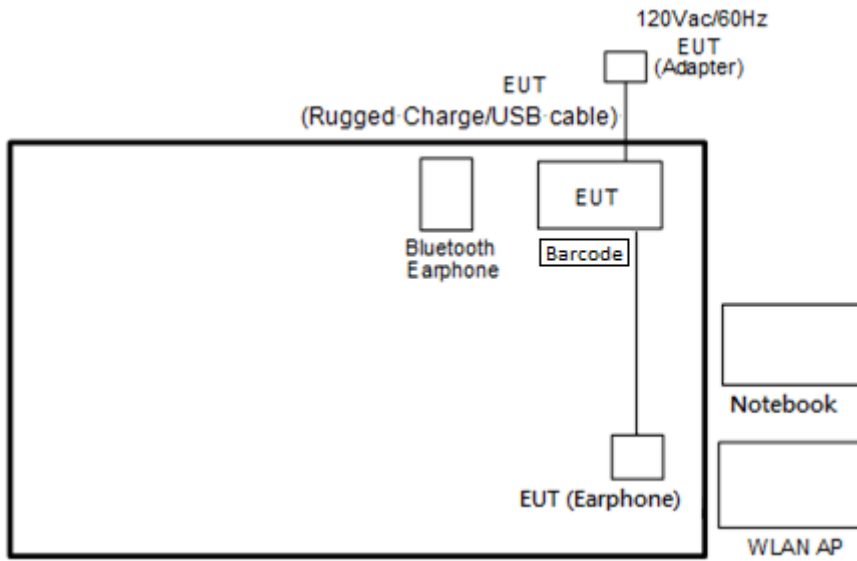 120Vac/60Hz
EUT
(Adapter)
EUT
(Rugged Charge/USB cable)
EUT
Bluetooth
Earphone
Barcode
Notebook
EUT (Earphone)
WLAN AP